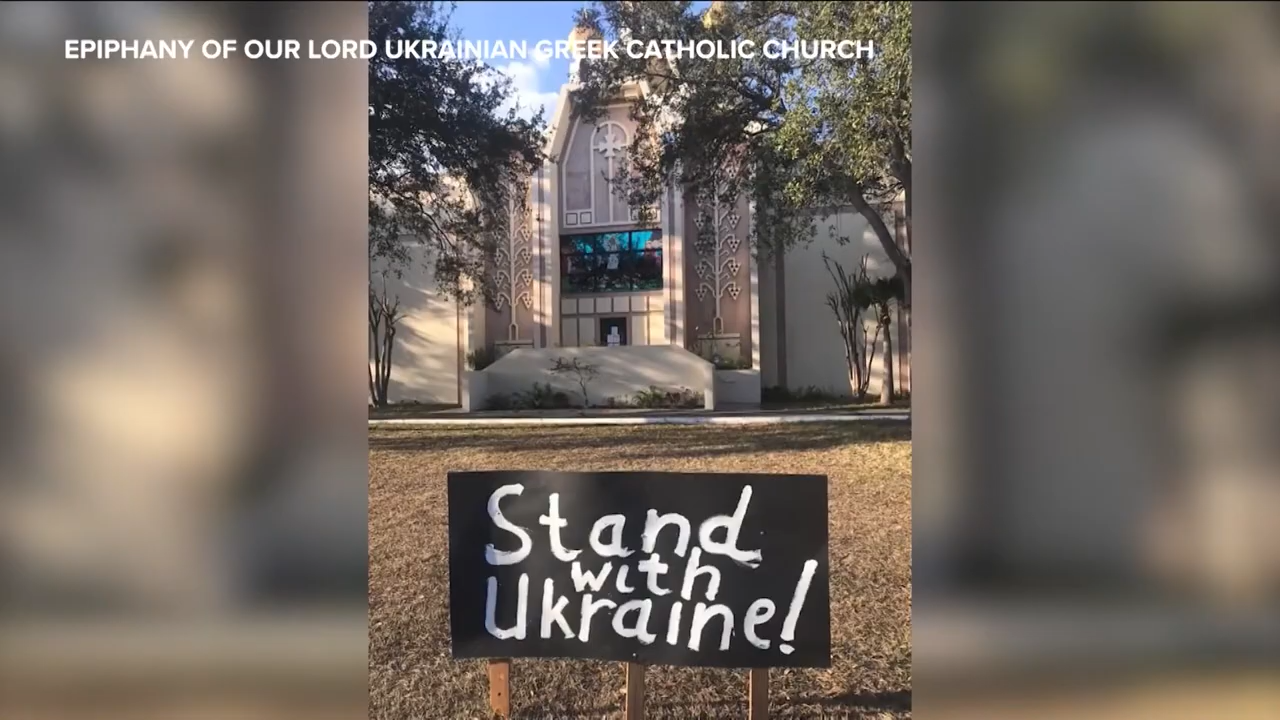 EPIPHANY OF OUR LORD UKRAINIAN GREEK CATHOLIC CHURCH
Stand
with
Ukraine!